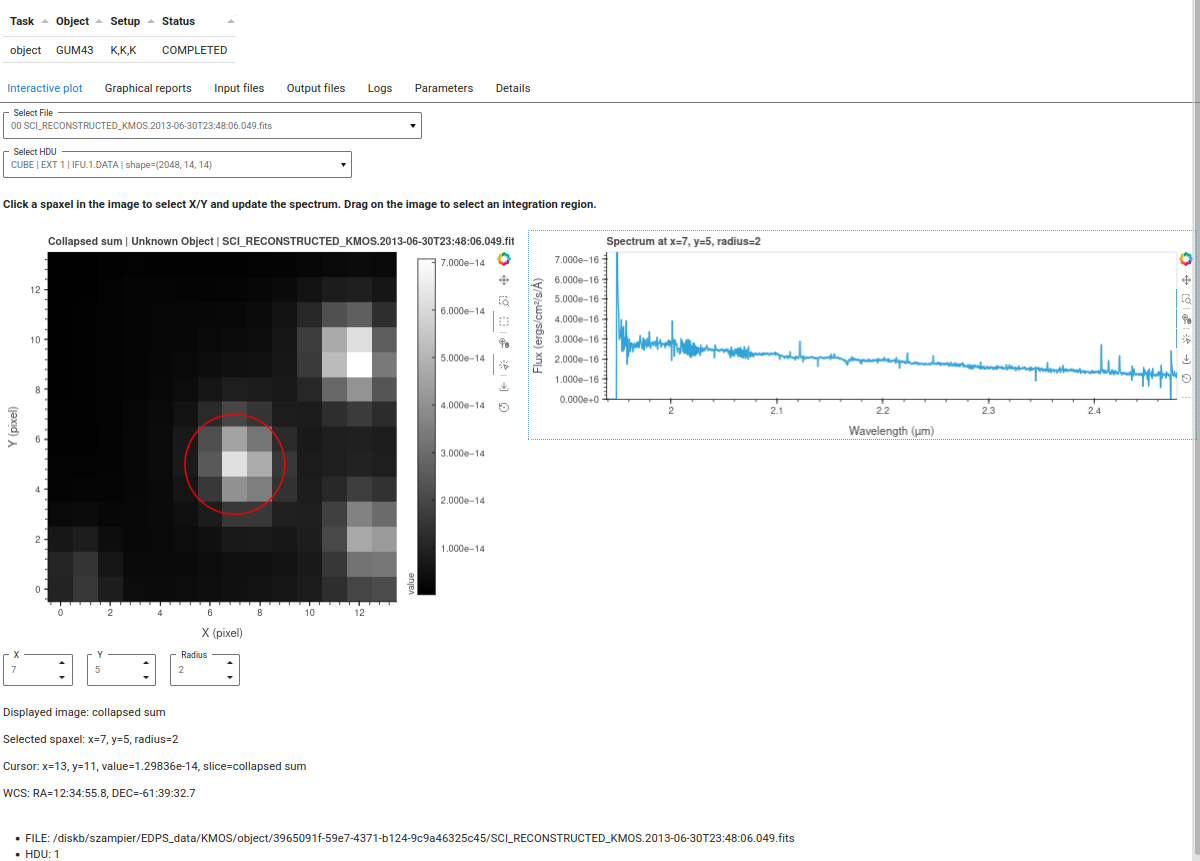 Task Object Setup Status
object GUM43 K,K,K COMPLETED
Interactive plot Graphical reports Input files Output files Logs Parameters Details
Select File
00 SCI_RECONSTRUCTED_KMOS.2013-06-30T23:48:06.049.fits
Select HDU
CUBE | EXT 1 | IFU.1.DATA | shape=(2048, 14, 14)
Click a spaxel in the image to select X/Y and update the spectrum. Drag on the image to select an integration region.
Collapsed sum | Unknown Object | SCI_RECONSTRUCTED_KMOS.2013-06-30T23:48:06.049.fit
12
10
8
6
4
2
0
Y (pixel)
0 2 4 6 8 10 12
X (pixel)
7.000e−14
6.000e−14
5.000e−14
4.000e−14
3.000e−14
2.000e−14
1.000e−14
value
Spectrum at x=7, y=5, radius=2
7.000e−16
6.000e−16
5.000e−16
4.000e−16
3.000e−16
2.000e−16
1.000e−16
0.000e+0
Flux (ergs/cm²/s/Å)
2 2.1 2.2 2.3 2.4
Wavelength (μm)
X Y Radius
7 5 2
Displayed image: collapsed sum
Selected spaxel: x=7, y=5, radius=2
Cursor: x=13, y=11, value=1.29836e-14, slice=collapsed sum
WCS: RA=12:34:55.8, DEC=-61:39:32.7
• FILE: /diskb/szampier/EDPS_data/KMOS/object/3965091f-59e7-4371-b124-9c9a46325c45/SCI_RECONSTRUCTED_KMOS.2013-06-30T23:48:06.049.fits
• HDU: 1